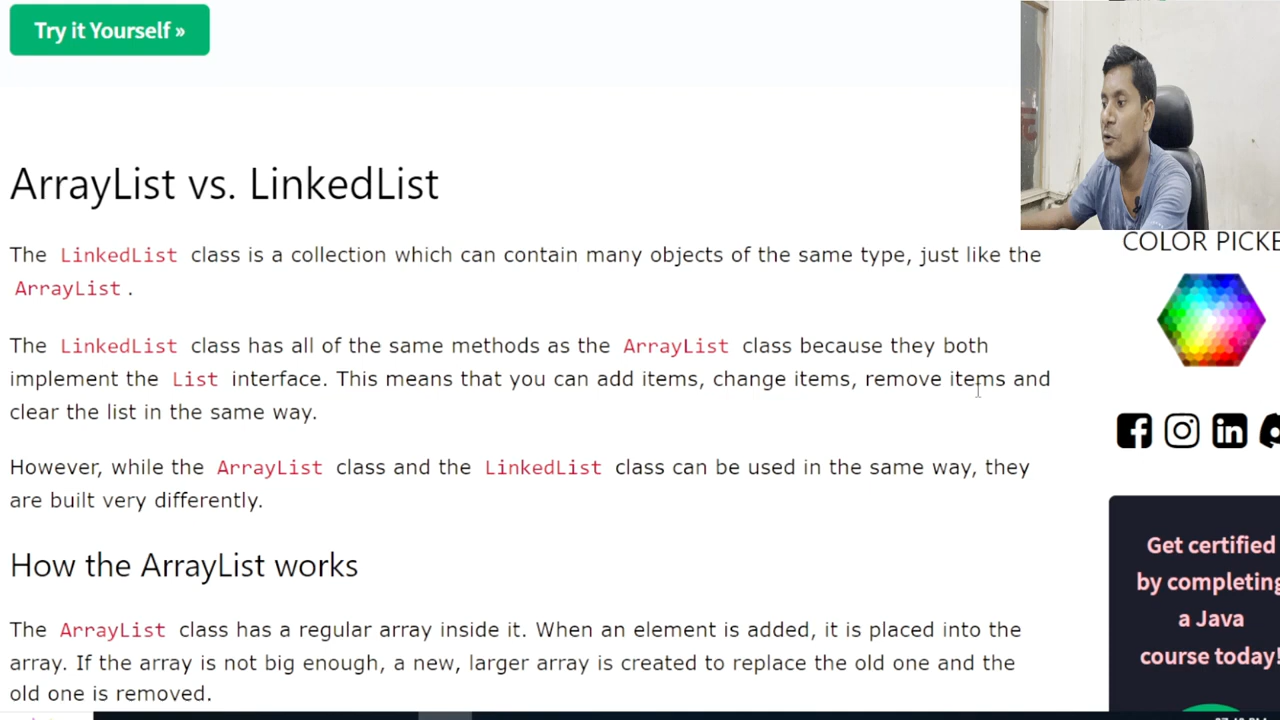 Try it Yourself »
ArrayList vs. LinkedList
The LinkedList class is a collection which can contain many objects of the same type, just like the
ArrayList .
The LinkedList class has all of the same methods as the ArrayList class because they both
implement the List interface. This means that you can add items, change items, remove items and
clear the list in the same way.
However, while the ArrayList class and the LinkedList class can be used in the same way, they
are built very differently.
How the ArrayList works
The ArrayList class has a regular array inside it. When an element is added, it is placed into the
array. If the array is not big enough, a new, larger array is created to replace the old one and the
old one is removed.
COLOR PICKE
Get certified
by completing
a Java
course today!